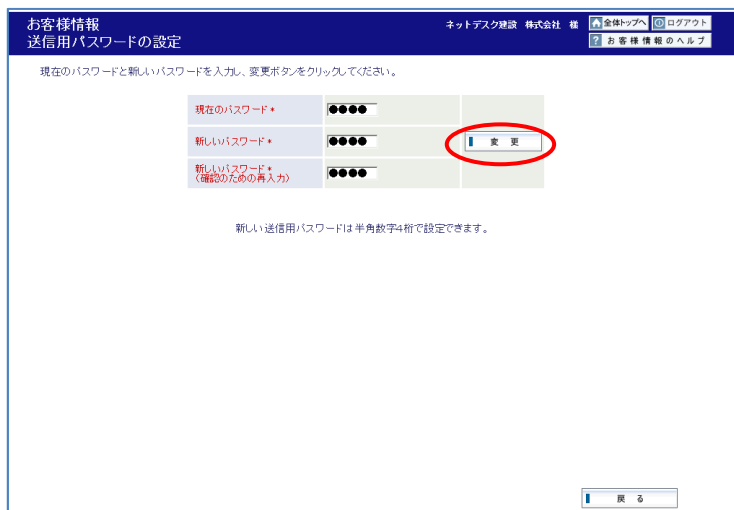 お客様情報
送信用パスワードの設定
ネットデスク建設 株式会社 様
全体トップへ
ログアウト
? お客様情報のヘルプ
現在のパスワードと新しいパスワードを入力し、変更ボタンをクリックしてください。
現在のパスワード*
●●●●
新しいパスワード*
●●●●
変 更
新しいパスワード*
(確認のための再入力)
●●●●
新しい送信用パスワードは半角数字4桁で設定できます。
戻 る